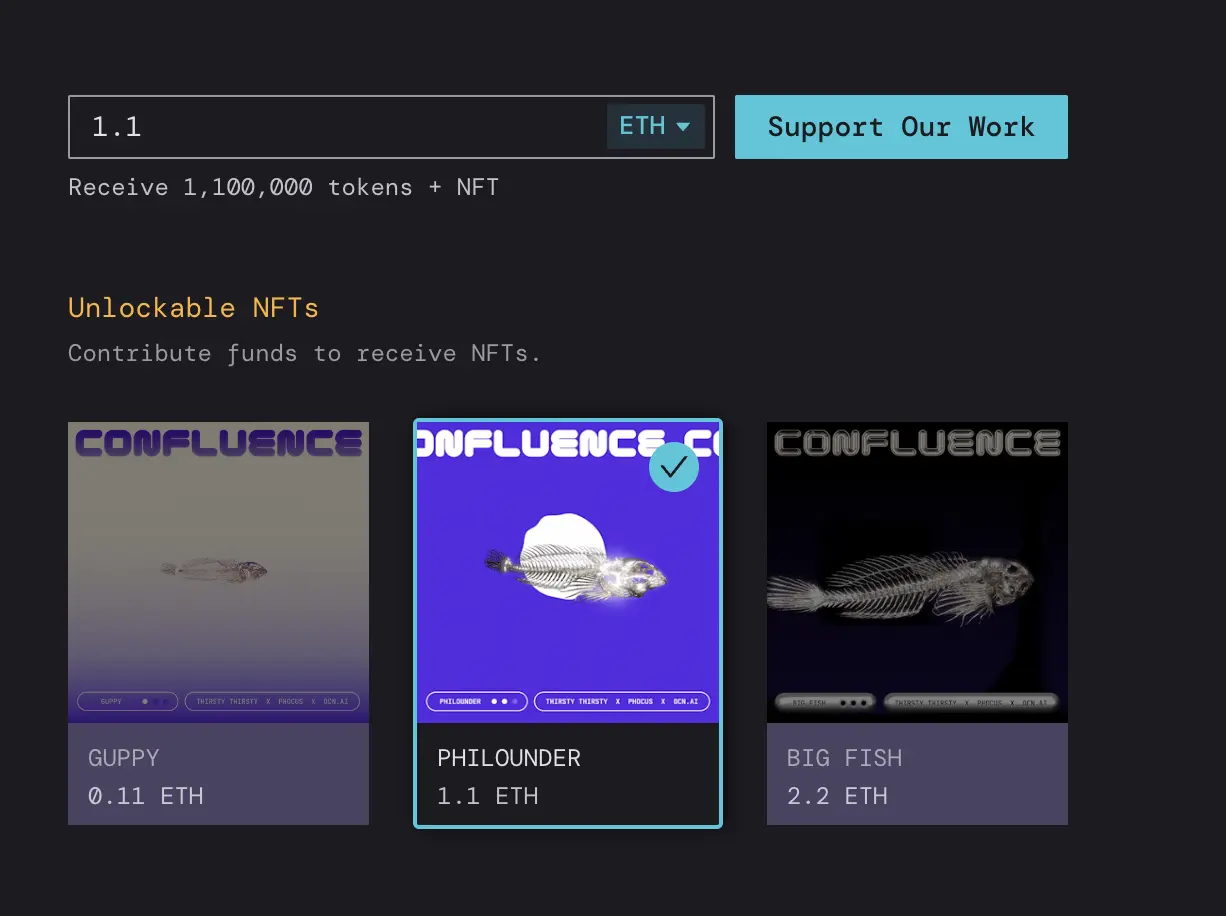 1.1
ETH
Support Our Work
Receive 1,100,000 tokens + NFT
Unlockable NFTs
Contribute funds to receive NFTs.
CONFLUENCE
ONFLUENCE CO
CONFLUENCE
GUPPY
THIRSTY THIRSTY X PHOCUS X OCN.AI
PHILOUNDER
THIRSTY THIRSTY X PHOCUS X OCN.AI
BIG FISH
THIRSTY THIRSTY X PHOCUS X OCN.AI
GUPPY
0.11 ETH
PHILOUNDER
1.1 ETH
BIG FISH
2.2 ETH